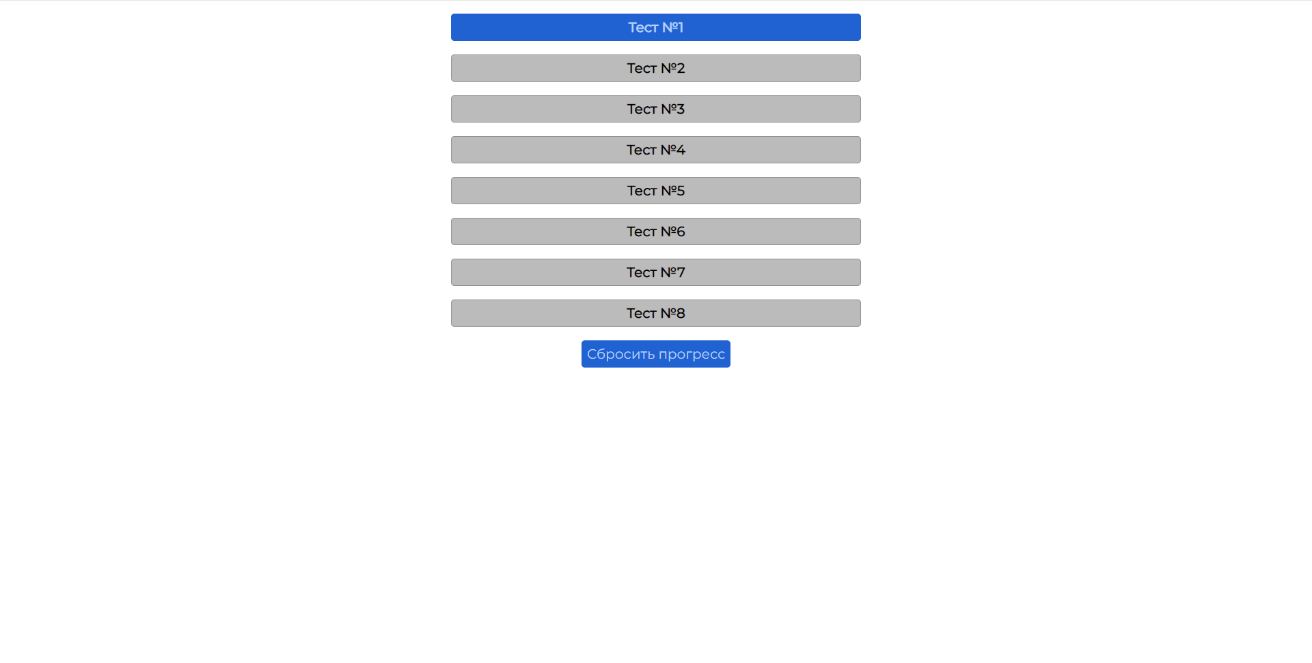 Тест №1
Тест №2
Тест №3
Тест №4
Тест №5
Тест №6
Тест №7
Тест №8
Сбросить прогресс